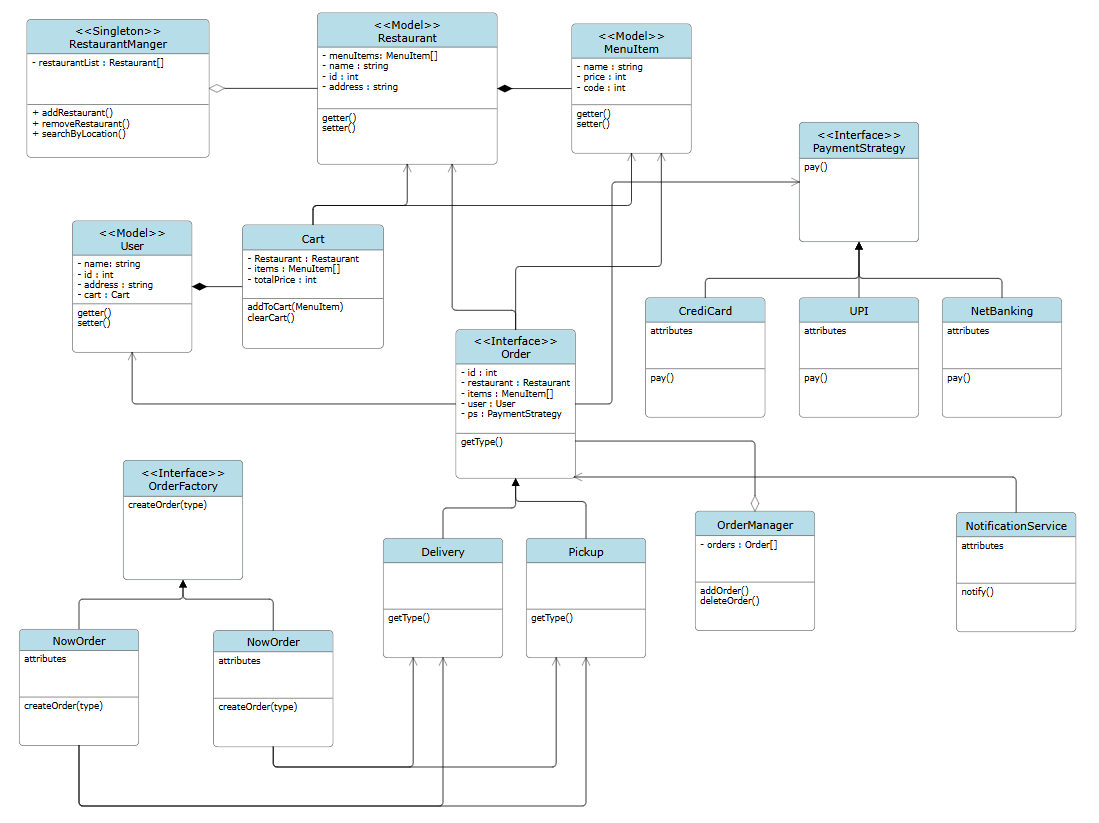 <<Singleton>>
RestaurantManger
- restaurantList : Restaurant[]
+ addRestaurant()
+ removeRestaurant()
+ searchByLocation()
<<Model>>
Restaurant
- menuItems: MenuItem[]
- name : string
- id : int
- address : string
getter()
setter()
<<Model>>
MenuItem
- name : string
- price : int
- code : int
getter()
setter()
<<Interface>>
PaymentStrategy
pay()
<<Model>>
User
- name: string
- id : int
- address : string
- cart : Cart
getter()
setter()
Cart
- Restaurant : Restaurant
- items : MenuItem[]
- totalPrice : int
addToCart(MenuItem)
clearCart()
CrediCard
attributes
pay()
UPI
attributes
pay()
NetBanking
attributes
pay()
<<Interface>>
Order
- id : int
- restaurant : Restaurant
- items : MenuItem[]
- user : User
- ps : PaymentStrategy
getType()
<<Interface>>
OrderFactory
createOrder(type)
Delivery
getType()
Pickup
getType()
OrderManager
- orders : Order[]
addOrder()
deleteOrder()
NotificationService
attributes
notify()
NowOrder
attributes
createOrder(type)
NowOrder
attributes
createOrder(type)